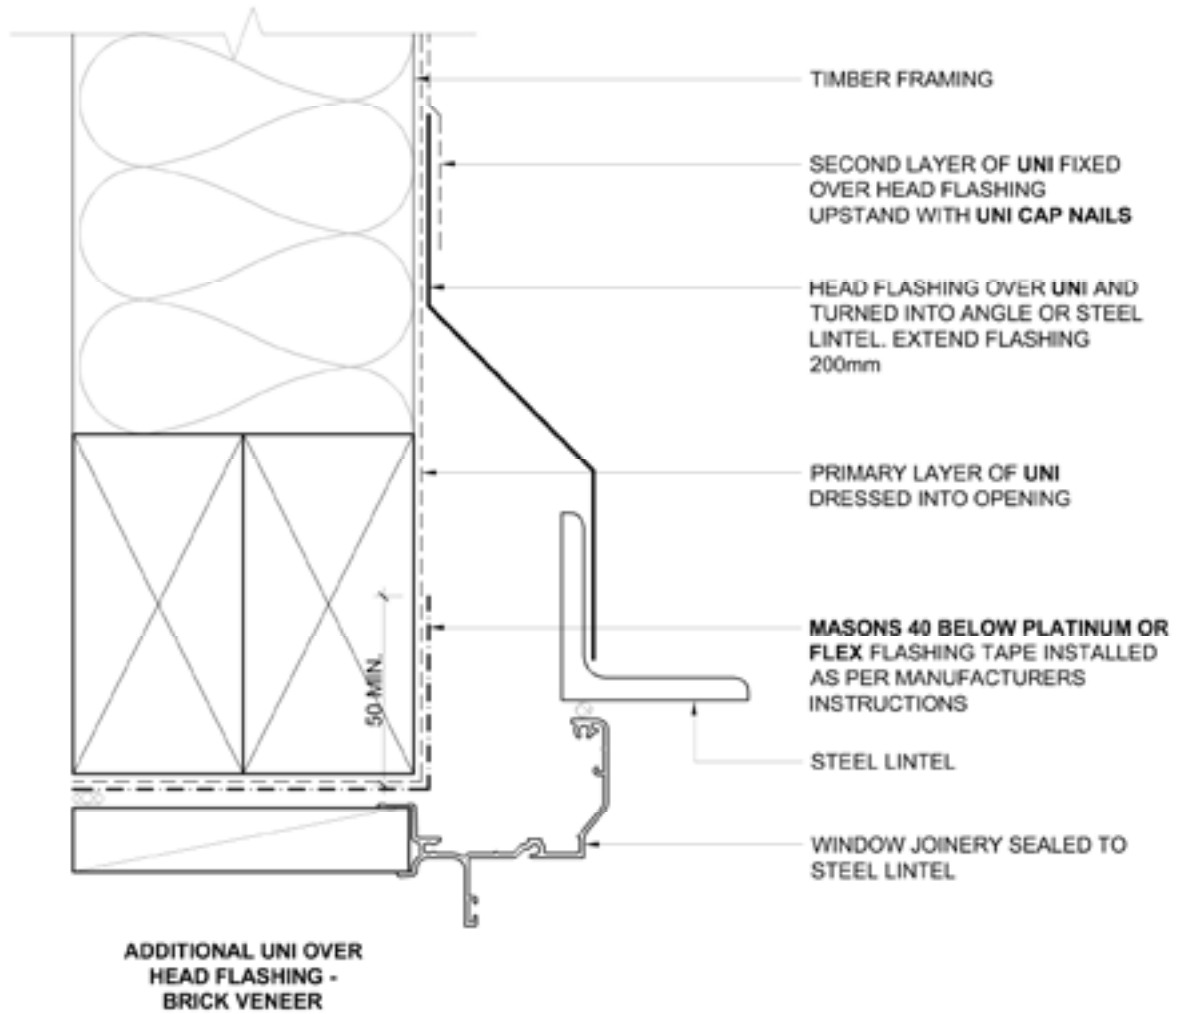 TIMBER FRAMING
SECOND LAYER OF UNI FIXED
OVER HEAD FLASHING
UPSTAND WITH UNI CAP NAILS
HEAD FLASHING OVER UNI AND
TURNED INTO ANGLE OR STEEL
LINTEL. EXTEND FLASHING
200mm
PRIMARY LAYER OF UNI
DRESSED INTO OPENING
MASONS 40 BELOW PLATINUM OR
FLEX FLASHING TAPE INSTALLED
AS PER MANUFACTURERS
INSTRUCTIONS
50 MIN.
STEEL LINTEL
WINDOW JOINERY SEALED TO
STEEL LINTEL
ADDITIONAL UNI OVER
HEAD FLASHING -
BRICK VENEER